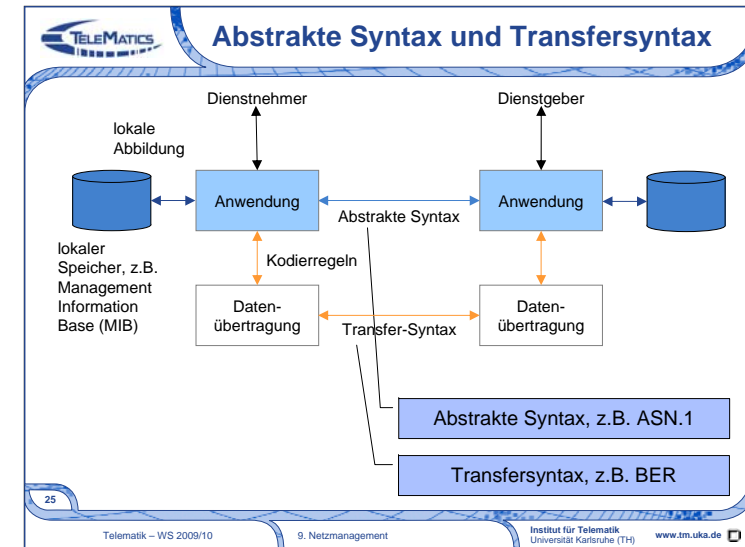 TELEMATICS
Abstrakte Syntax und Transfersyntax
Dienstnehmer
Dienstgeber
lokale
Abbildung
Anwendung
Anwendung
Abstrakte Syntax
lokaler
Speicher, z.B.
Management
Information
Base (MIB)
Kodierregeln
Daten-
übertragung
Daten-
übertragung
Transfer-Syntax
Abstrakte Syntax, z.B. ASN.1
Transfersyntax, z.B. BER
25
Telematik – WS 2009/10
9. Netzmanagement
Institut für Telematik
Universität Karlsruhe (TH)
www.tm.uka.de